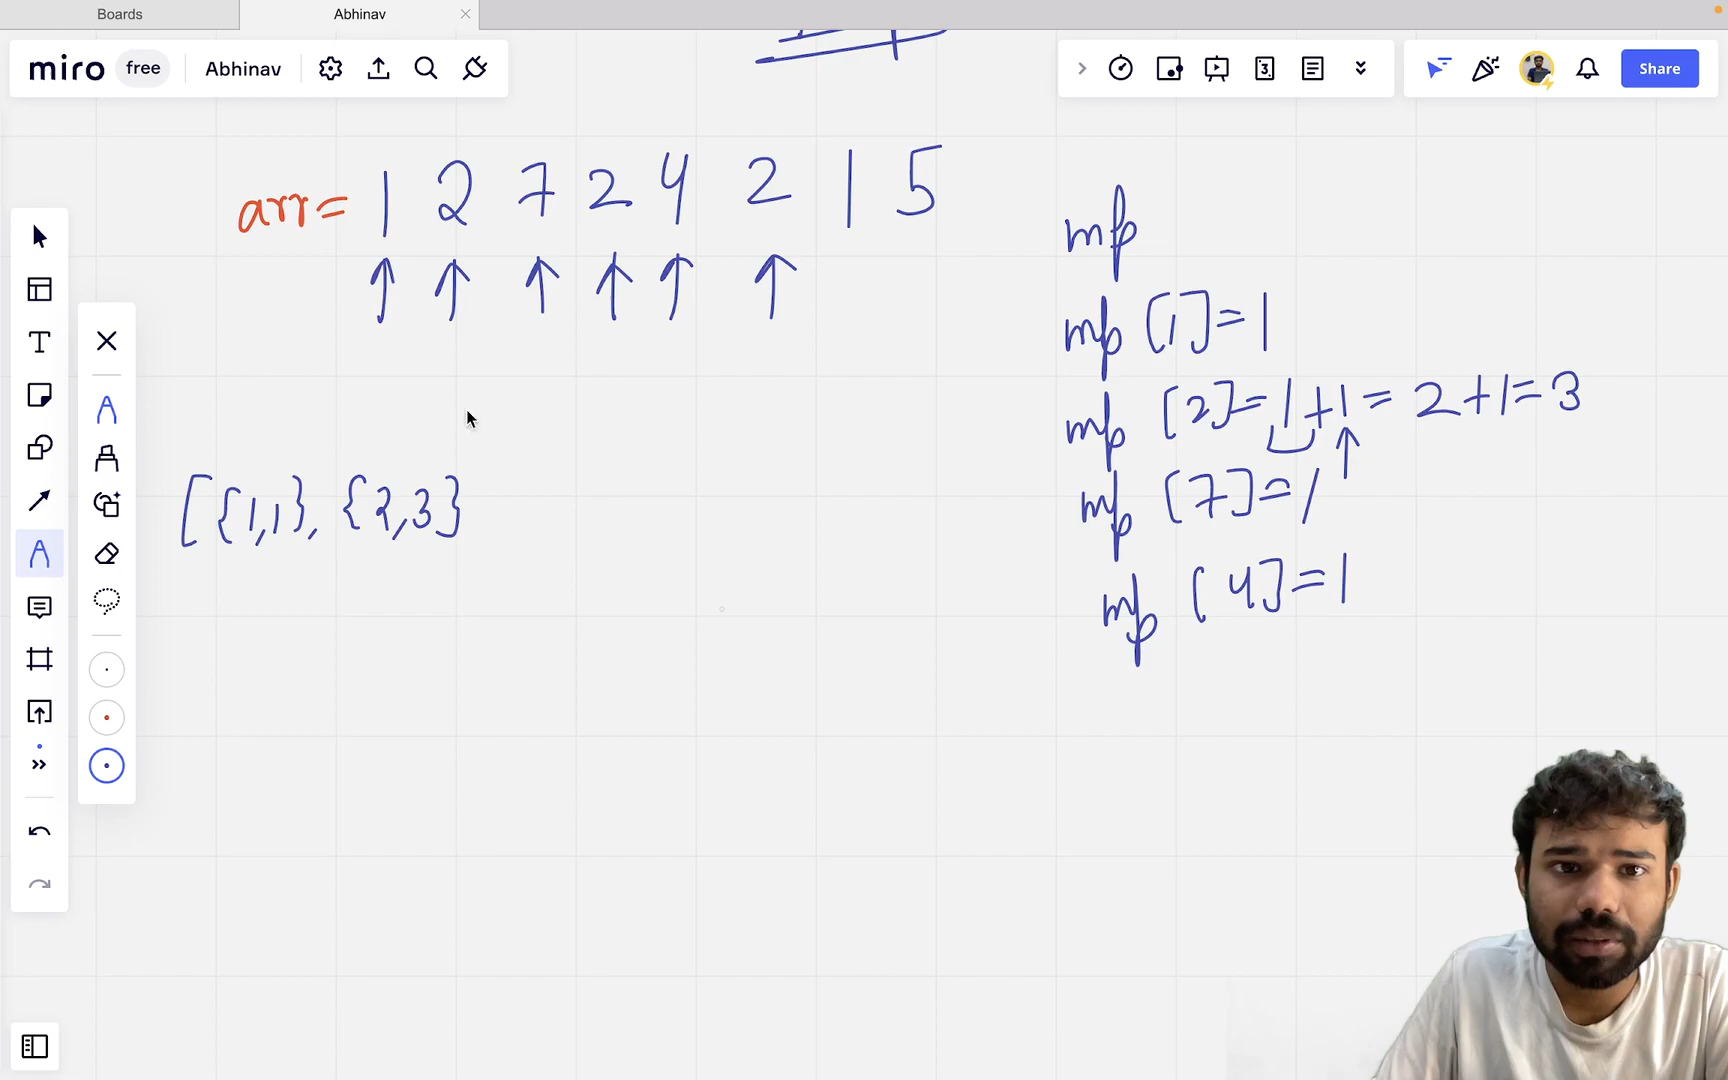 Boards
Abhinav
miro free Abhinav
3
Share
arr= 1 2 7 2 4 2 1 5
mp
mp [1]=1
mp [2]=1+1= 2+1=3
mp [7]=1
mp [4]=1
[{1,1}, {2,3}
T